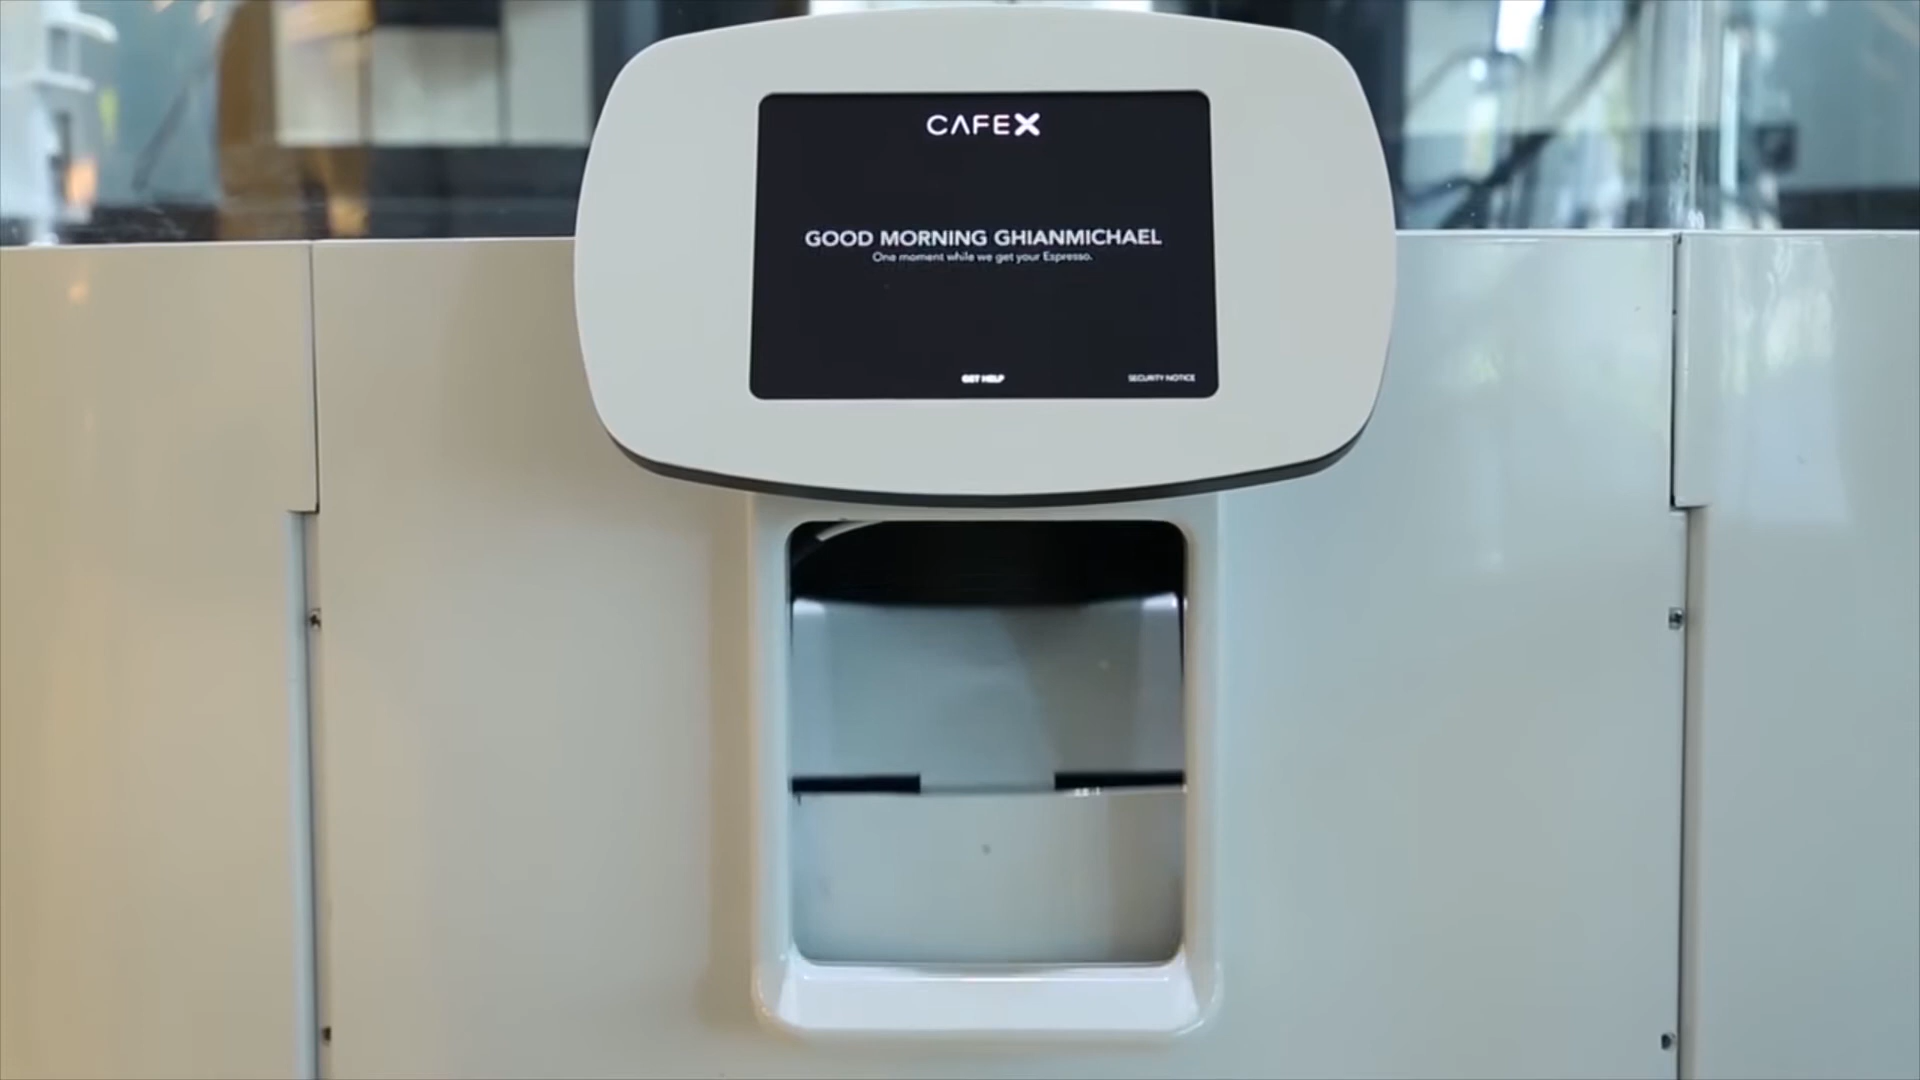 CAFEX
GOOD MORNING GHIANMICHAEL
One moment while we get your Espresso.
GET HELP
SECURITY NOTICE